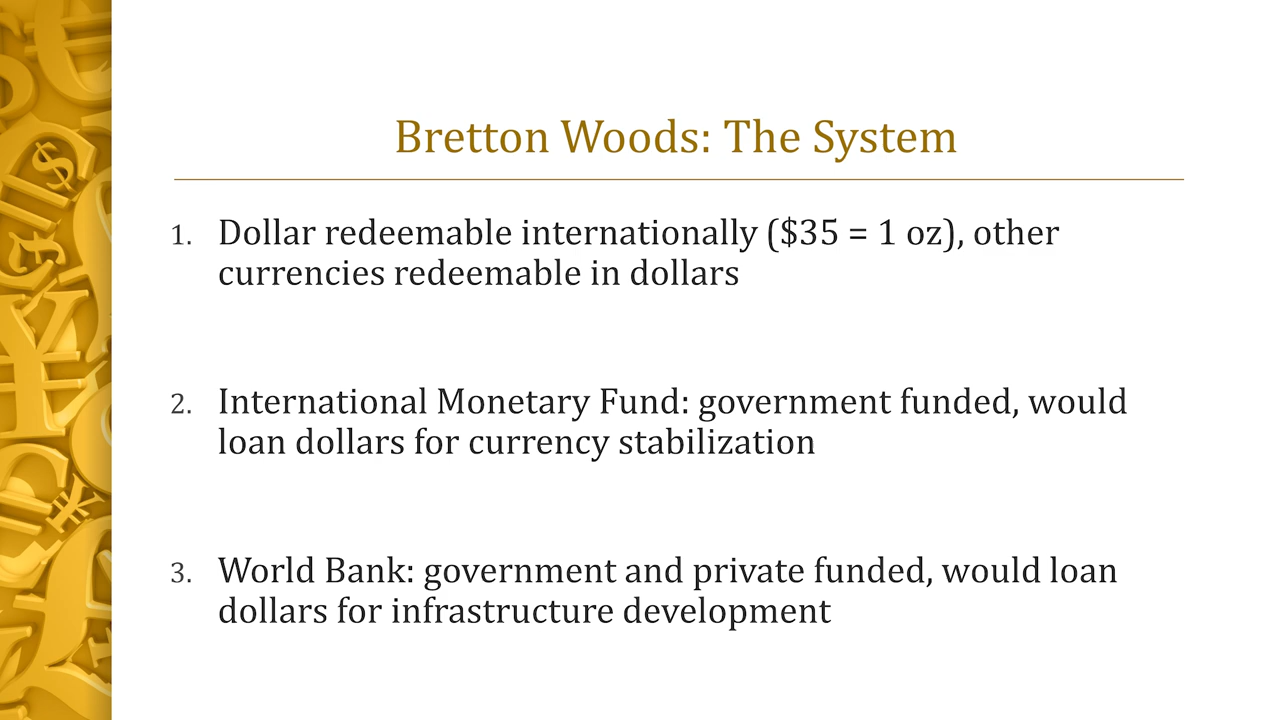 Bretton Woods: The System
1. Dollar redeemable internationally ($35 = 1 oz), other
currencies redeemable in dollars
2. International Monetary Fund: government funded, would
loan dollars for currency stabilization
3. World Bank: government and private funded, would loan
dollars for infrastructure development